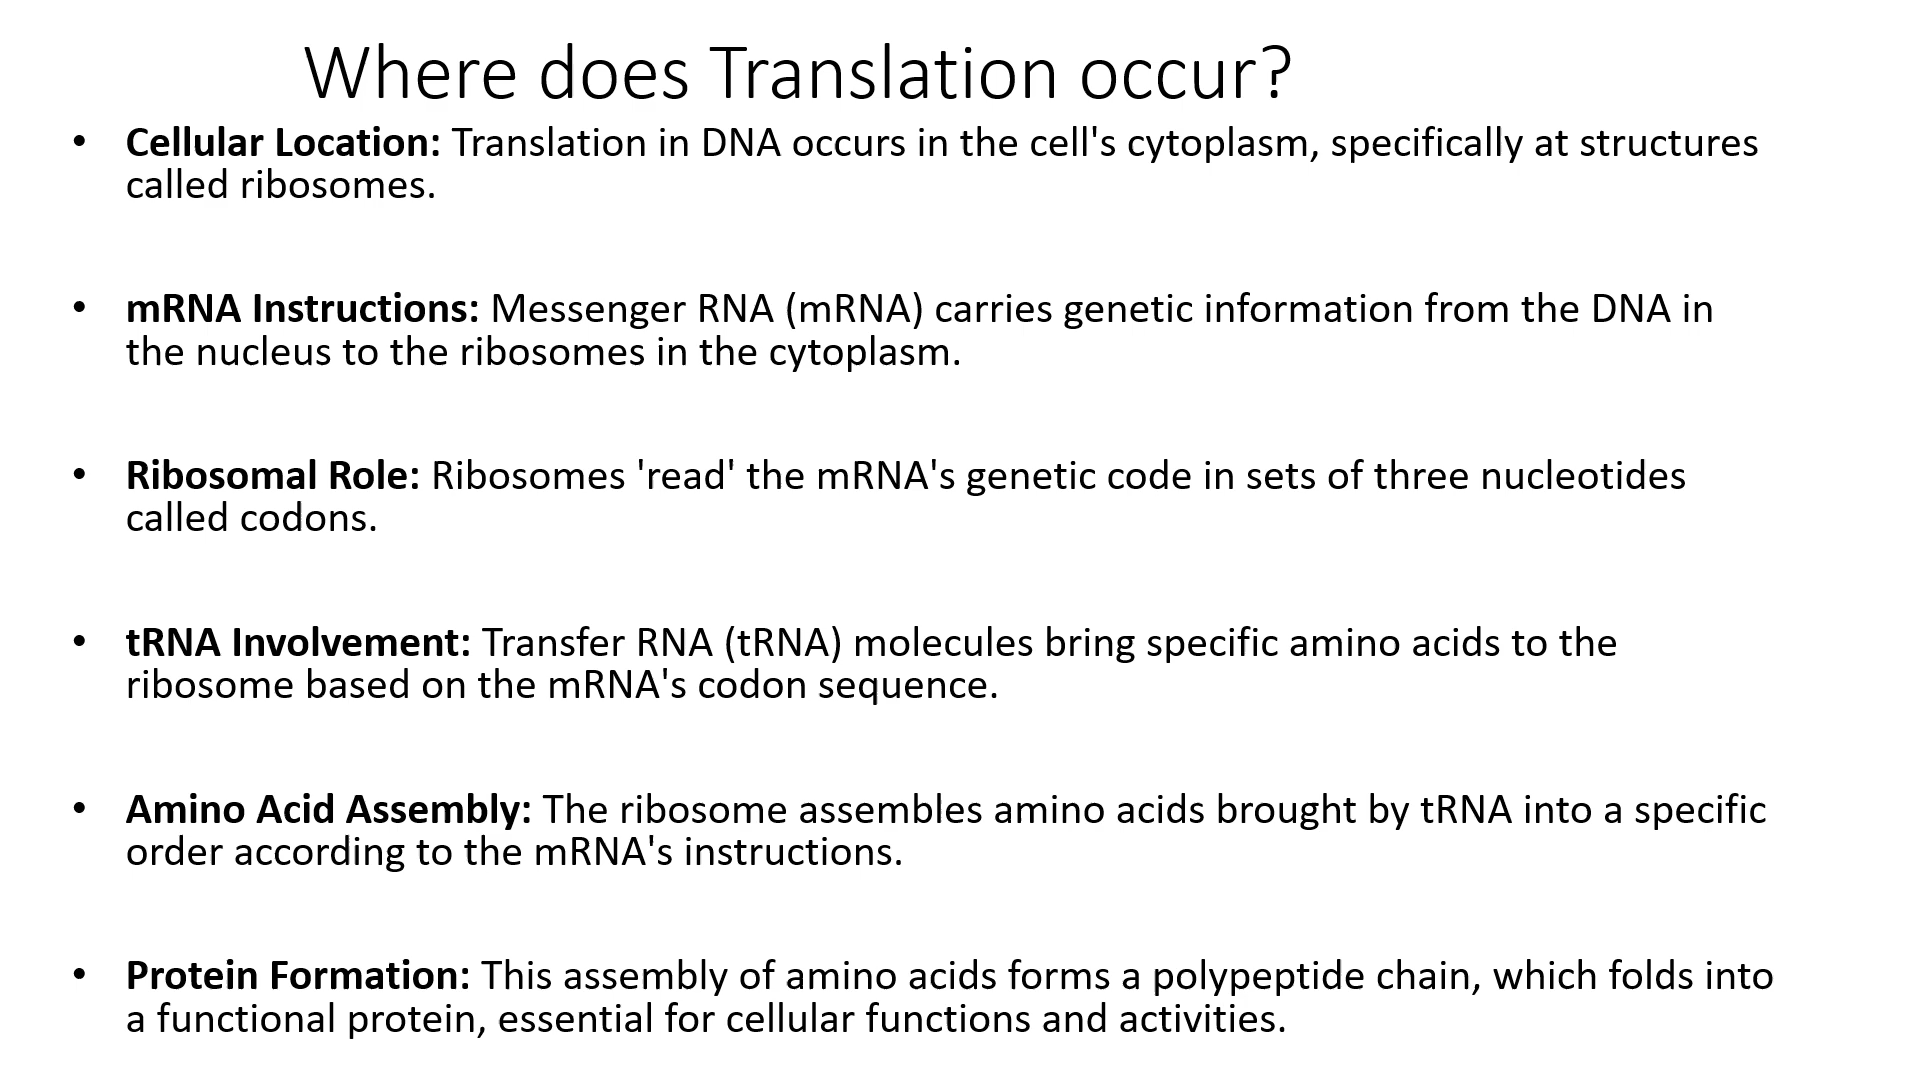 Where does Translation occur?
• Cellular Location: Translation in DNA occurs in the cell's cytoplasm, specifically at structures
called ribosomes.
• mRNA Instructions: Messenger RNA (mRNA) carries genetic information from the DNA in
the nucleus to the ribosomes in the cytoplasm.
• Ribosomal Role: Ribosomes 'read' the mRNA's genetic code in sets of three nucleotides
called codons.
• tRNA Involvement: Transfer RNA (tRNA) molecules bring specific amino acids to the
ribosome based on the mRNA's codon sequence.
• Amino Acid Assembly: The ribosome assembles amino acids brought by tRNA into a specific
order according to the mRNA's instructions.
• Protein Formation: This assembly of amino acids forms a polypeptide chain, which folds into
a functional protein, essential for cellular functions and activities.